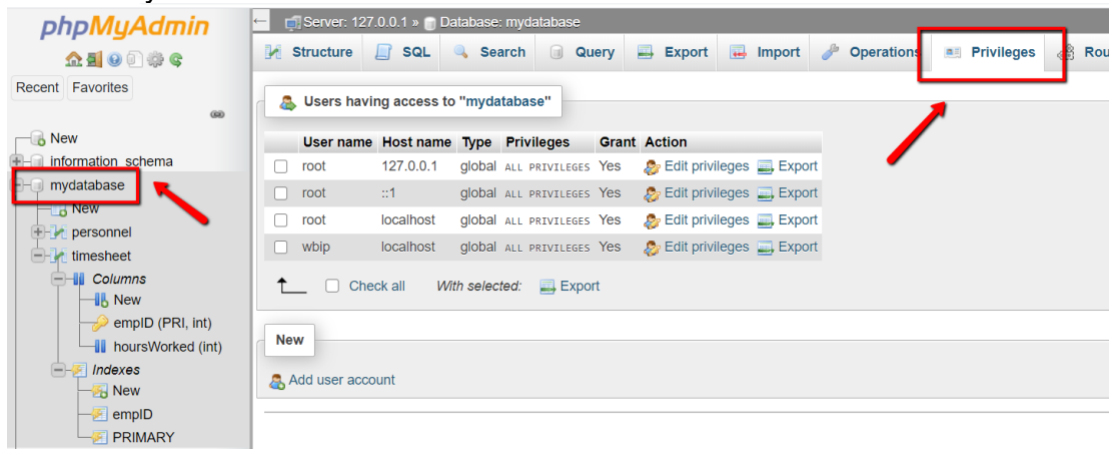 phpMyAdmin
Recent Favorites
New
information_schema
mydatabase
New
personnel
timesheet
Columns
New
empID (PRI, int)
hoursWorked (int)
Indexes
New
empID
PRIMARY
Server: 127.0.0.1 » Database: mydatabase
Structure SQL Search Query Export Import Operations Privileges Rou
Users having access to "mydatabase"
User name Host name Type Privileges Grant Action
root 127.0.0.1 global ALL PRIVILEGES Yes Edit privileges Export
root ::1 global ALL PRIVILEGES Yes Edit privileges Export
root localhost global ALL PRIVILEGES Yes Edit privileges Export
wbip localhost global ALL PRIVILEGES Yes Edit privileges Export
Check all With selected: Export
New
Add user account